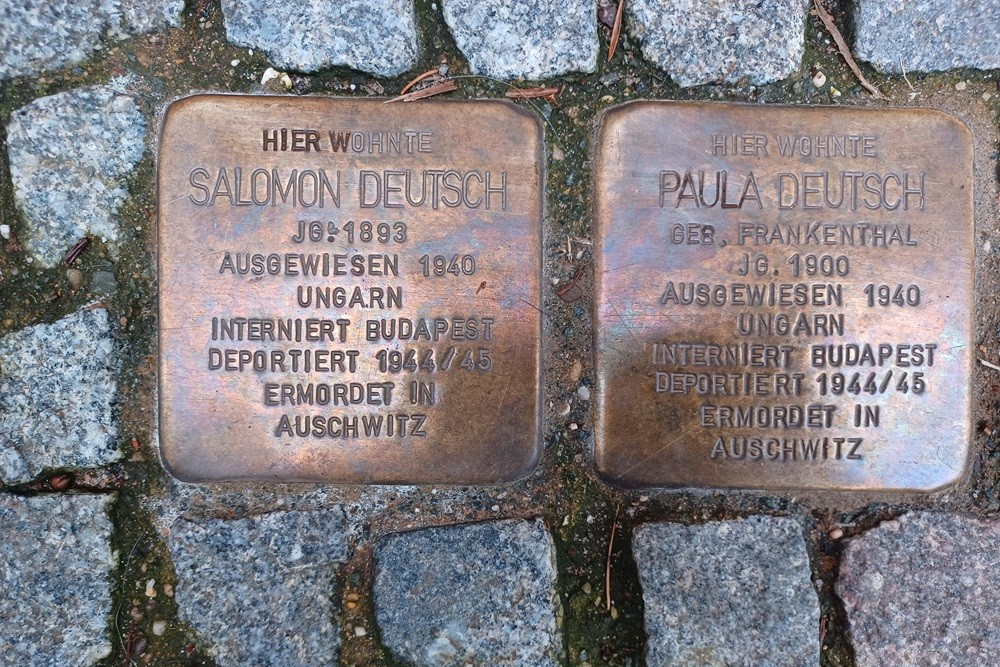 HIER WOHNTE
SALOMON DEUTSCH
JG. 1893
AUSGEWIESEN 1940
UNGARN
INTERNIERT BUDAPEST
DEPORTIERT 1944/45
ERMORDET IN
AUSCHWITZ
HIER WOHNTE
PAULA DEUTSCH
GEB. FRANKENTHAL
JG. 1900
AUSGEWIESEN 1940
UNGARN
INTERNIERT BUDAPEST
DEPORTIERT 1944/45
ERMORDET IN
AUSCHWITZ